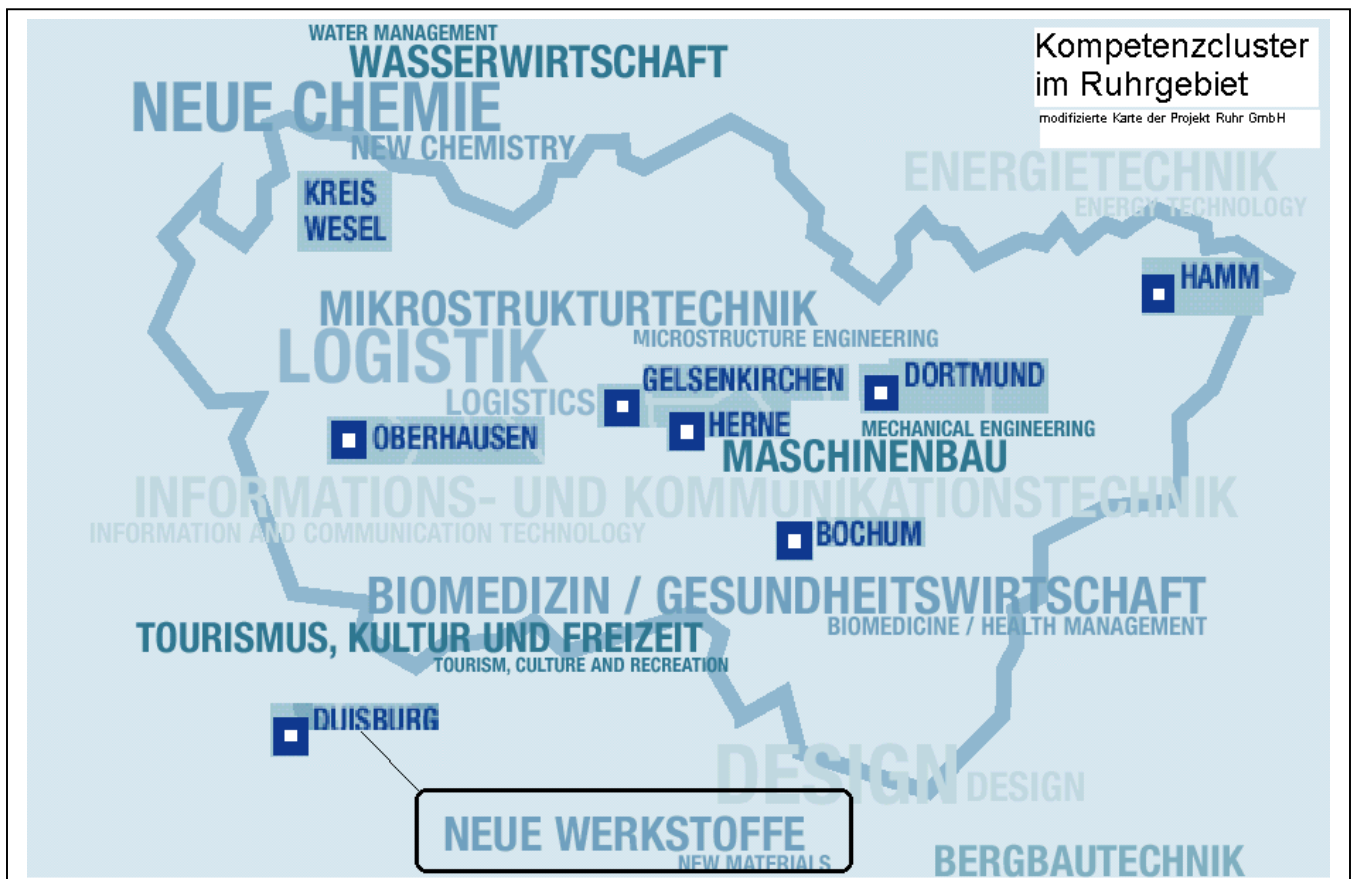 WATER MANAGEMENT
WASSERWIRTSCHAFT
Kompetenzcluster
im Ruhrgebiet
modifizierte Karte der Projekt Ruhr GmbH
NEUE CHEMIE
NEW CHEMISTRY
ENERGIETECHNIK
ENERGY TECHNOLOGY
KREIS
WESEL
HAMM
MIKROSTRUKTURTECHNIK
MICROSTRUCTURE ENGINEERING
LOGISTIK
LOGISTICS
GELSENKIRCHEN
DORTMUND
HERNE
OBERHAUSEN
MECHANICAL ENGINEERING
MASCHINENBAU
INFORMATIONS- UND KOMMUNIKATIONSTECHNIK
INFORMATION AND COMMUNICATION TECHNOLOGY
BOCHUM
BIOMEDIZIN / GESUNDHEITSWIRTSCHAFT
BIOMEDICINE / HEALTH MANAGEMENT
TOURISMUS, KULTUR UND FREIZEIT
TOURISM, CULTURE AND RECREATION
DUISBURG
DESIGN
DESIGN
NEUE WERKSTOFFE
NEW MATERIALS
BERGBAUTECHNIK